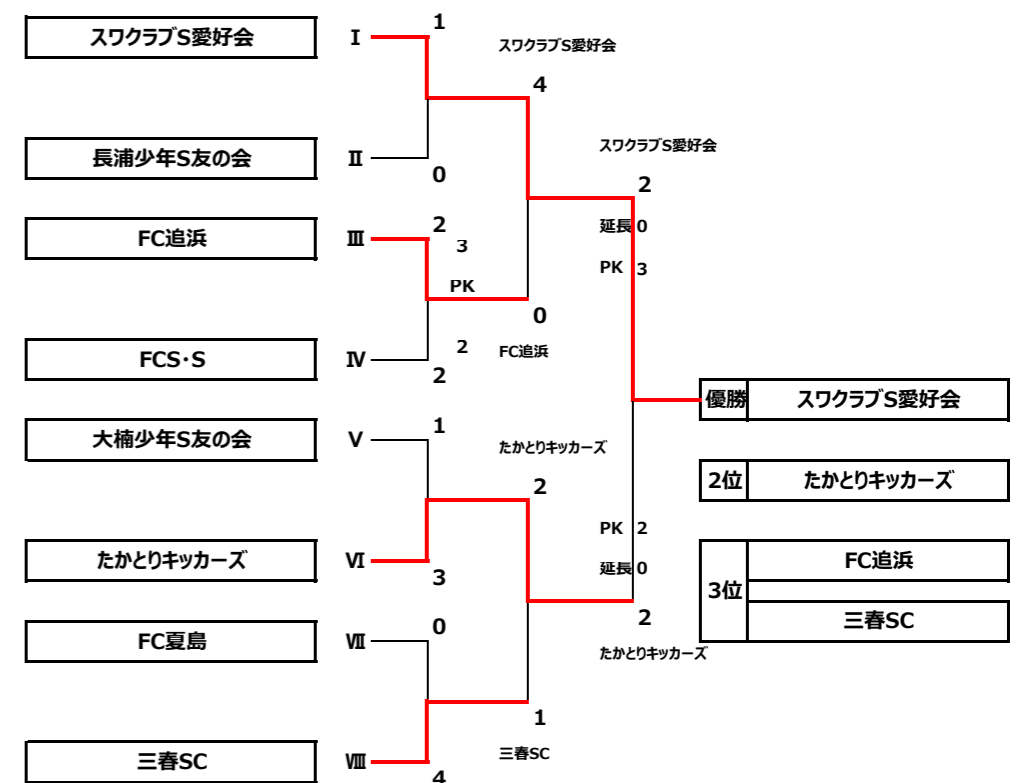 スワクラブS愛好会 Ⅰ 1
スワクラブS愛好会
4
スワクラブS愛好会
長浦少年S友の会 Ⅱ 0
2
FC追浜 Ⅲ 2
3
延長 0
PK 3
PK
0
FC追浜
FCS・S Ⅳ 2
2
優勝 スワクラブS愛好会
大楠少年S友の会 Ⅴ 1
たかとりキッカーズ
2
2位 たかとりキッカーズ
PK 2
延長 0
たかとりキッカーズ Ⅵ 3
3位 FC追浜
三春SC
2
たかとりキッカーズ
FC夏島 Ⅶ 0
1
三春SC
三春SC Ⅷ 4